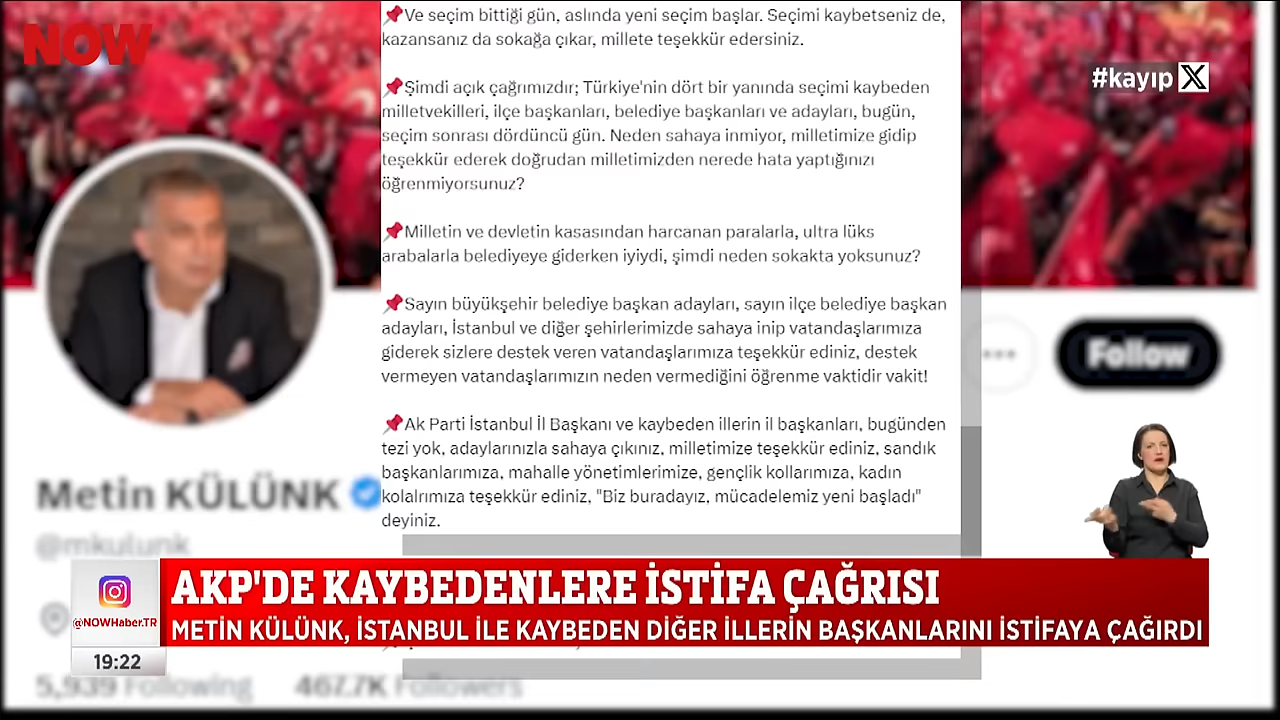 NOW
#kayıp X
📌Ve seçim bittiği gün, aslında yeni seçim başlar. Seçimi kaybetseniz de,
kazansanız da sokağa çıkar, millete teşekkür edersiniz.
📌Şimdi açık çağrımızdır; Türkiye'nin dört bir yanında seçimi kaybeden
milletvekilleri, ilçe başkanları, belediye başkanları ve adayları, bugün,
seçim sonrası dördüncü gün. Neden sahaya inmiyor, milletimize gidip
teşekkür ederek doğrudan milletimizden nerede hata yaptığınızı
öğrenmiyorsunuz?
📌Milletin ve devletin kasasından harcanan paralarla, ultra lüks
arabalarla belediyeye giderken iyiydi, şimdi neden sokakta yoksunuz?
📌Sayın büyükşehir belediye başkan adayları, sayın ilçe belediye başkan
adayları, İstanbul ve diğer şehirlerimizde sahaya inip vatandaşlarımıza
giderek sizlere destek veren vatandaşlarımıza teşekkür ediniz, destek
vermeyen vatandaşlarımızın neden vermediğini öğrenme vaktidir vakit!
📌Ak Parti İstanbul İl Başkanı ve kaybeden illerin il başkanları, bugünden
tezi yok, adaylarınızla sahaya çıkınız, milletimize teşekkür ediniz, sandık
başkanlarımıza, mahalle yönetimlerimize, gençlik kollarımıza, kadın
kolalrımıza teşekkür ediniz, "Biz buradayız, mücadelemiz yeni başladı"
deyiniz.
Follow
Metin KÜLÜNK
@mkulunk
AKP'DE KAYBEDENLERE İSTİFA ÇAĞRISI
@NOWHaber.TR
METİN KÜLÜNK, İSTANBUL İLE KAYBEDEN DİĞER İLLERİN BAŞKANLARINI İSTİFAYA ÇAĞIRDI
19:22
5,939 Following 467.7K Followers